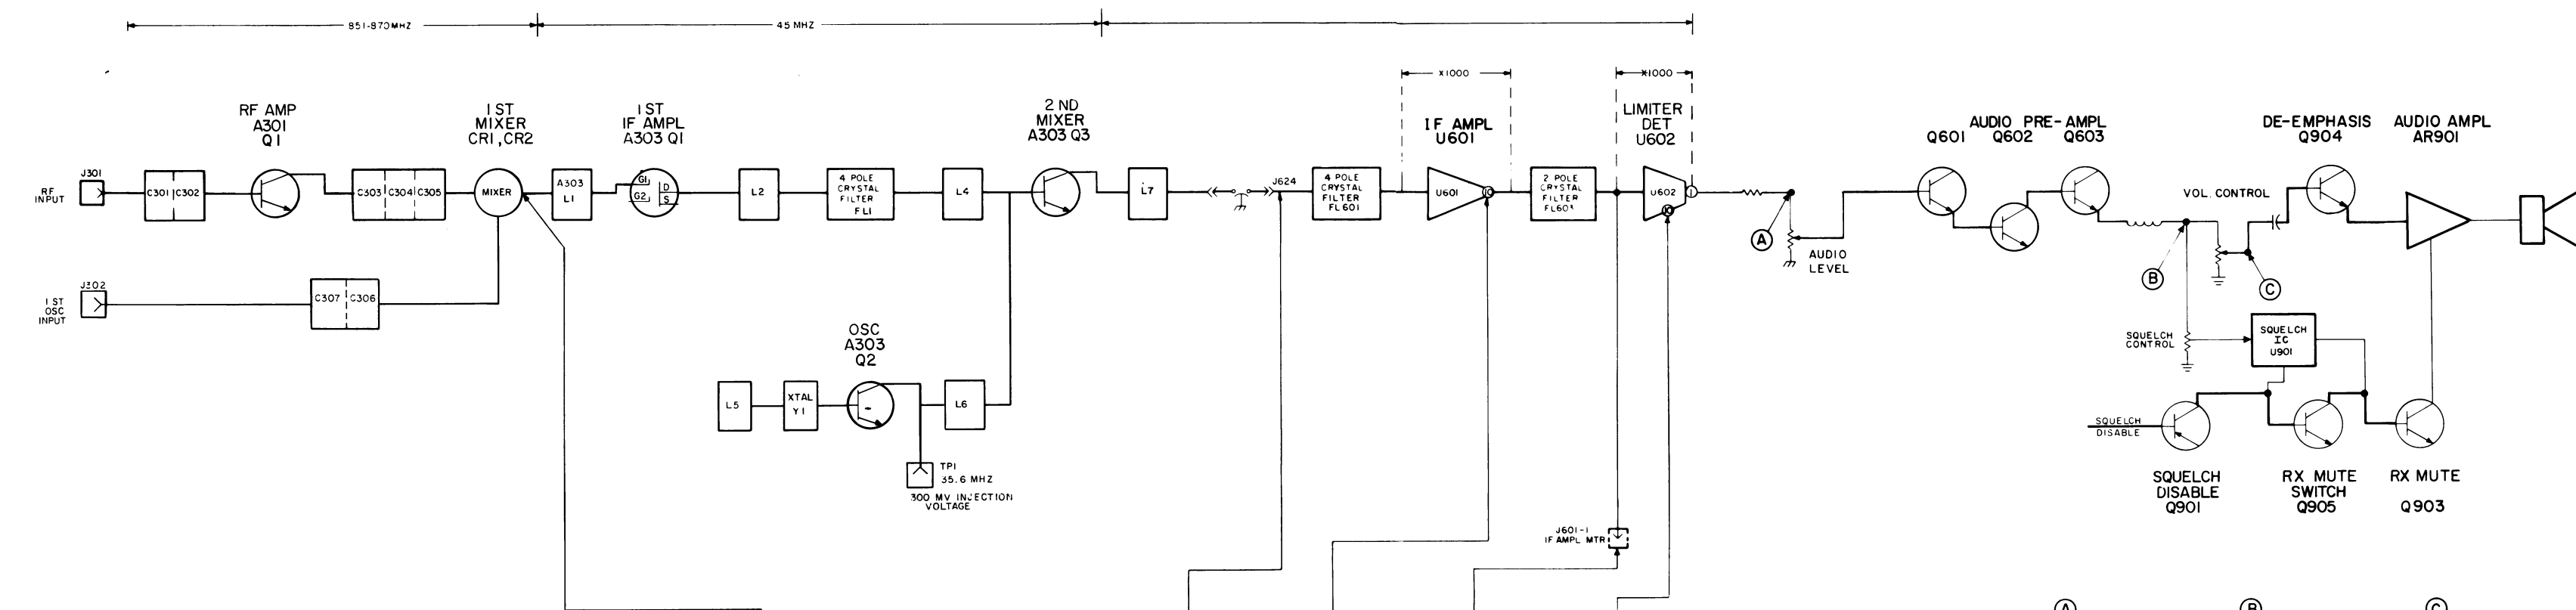 851-870MHZ
45 MHZ
X1000
X1000
RF AMP
A301
Q1
1 ST
MIXER
CR1,CR2
1 ST
IF AMPL
A303 Q1
2 ND
MIXER
A303 Q3
IF AMPL
U601
LIMITER
DET
U602
AUDIO PRE-AMPL
Q601 Q602 Q603
DE-EMPHASIS
Q904
AUDIO AMPL
AR901
RF
INPUT
J301
C301 C302
C303 C304 C305
MIXER
A303
L1
G1
G2
D
S
L2
4 POLE
CRYSTAL
FILTER
FL1
L4
L7
J624
4 POLE
CRYSTAL
FILTER
FL601
U601
10
2 POLE
CRYSTAL
FILTER
U602
1
10
A
AUDIO
LEVEL
VOL. CONTROL
B
C
1 ST
OSC
INPUT
J302
C307 C306
OSC
A303
Q2
L5
XTAL
Y1
L6
TP1
35.6 MHZ
300 MV INJECTION
VOLTAGE
SQUELCH
CONTROL
SQUELCH
IC
U901
SQUELCH
DISABLE
SQUELCH
DISABLE
Q901
RX MUTE
SWITCH
Q905
RX MUTE
Q903
J601-1
IF AMPL MTR
A
B
C